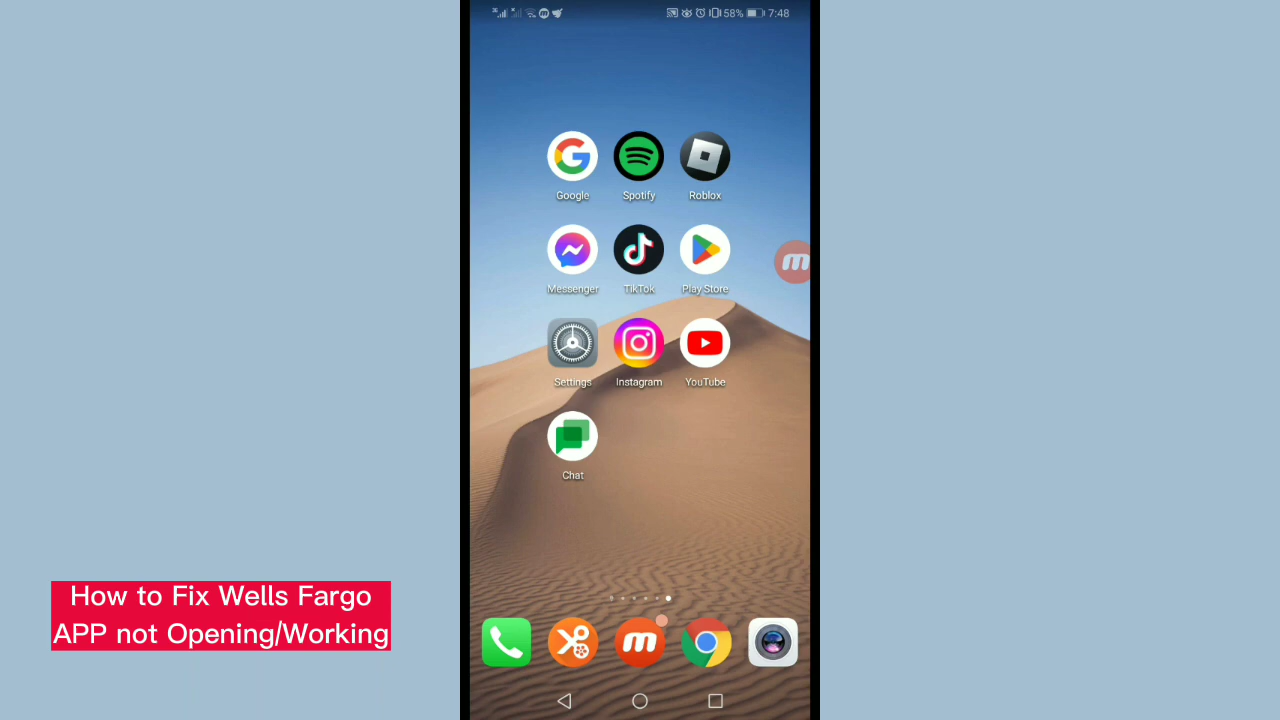 58% 7:48
Google Spotify Roblox
Messenger TikTok Play Store
Settings Instagram YouTube
Chat
How to Fix Wells Fargo
APP not Opening/Working